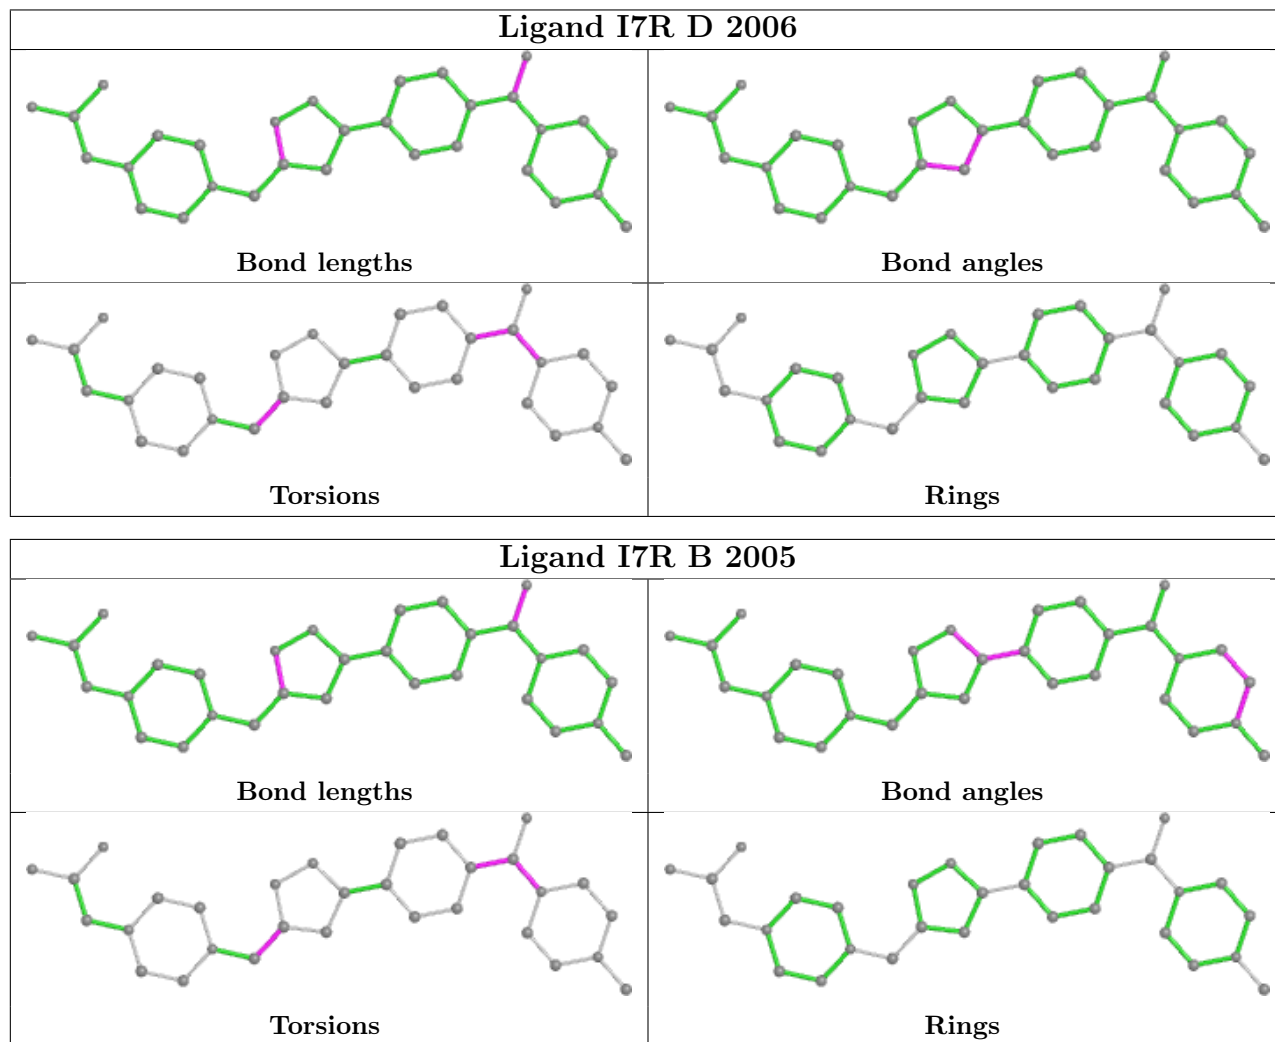 Ligand I7R D 2006
Bond lengths
Bond angles
Torsions
Rings
Ligand I7R B 2005
Bond lengths
Bond angles
Torsions
Rings